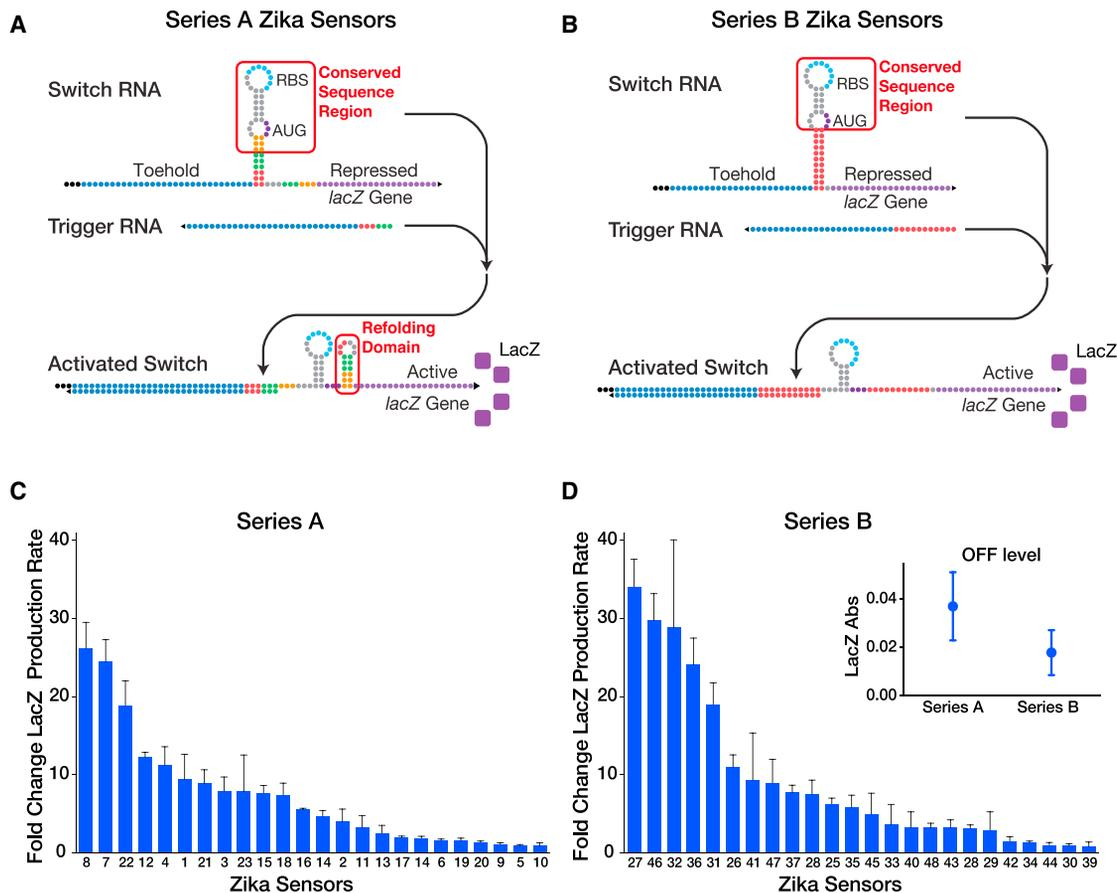 A
Series A Zika Sensors
Switch RNA
RBS
AUG
Conserved
Sequence
Region
Toehold
Repressed
lacZ Gene
Trigger RNA
Refolding
Domain
Activated Switch
Active
lacZ Gene
LacZ
B
Series B Zika Sensors
Switch RNA
RBS
AUG
Conserved
Sequence
Region
Toehold
Repressed
lacZ Gene
Trigger RNA
Activated Switch
Active
lacZ Gene
LacZ
C
Series A
Fold Change LacZ Production Rate
40
30
20
10
0
8 7 22 12 4 1 21 3 23 15 18 16 14 2 11 13 17 14 6 19 20 9 5 10
Zika Sensors
D
Series B
Fold Change LacZ Production Rate
40
30
20
10
0
27 46 32 36 31 26 41 47 37 28 25 35 45 33 40 48 43 28 29 42 34 44 30 39
Zika Sensors
OFF level
LacZ Abs
0.04
0.02
0.00
Series A Series B